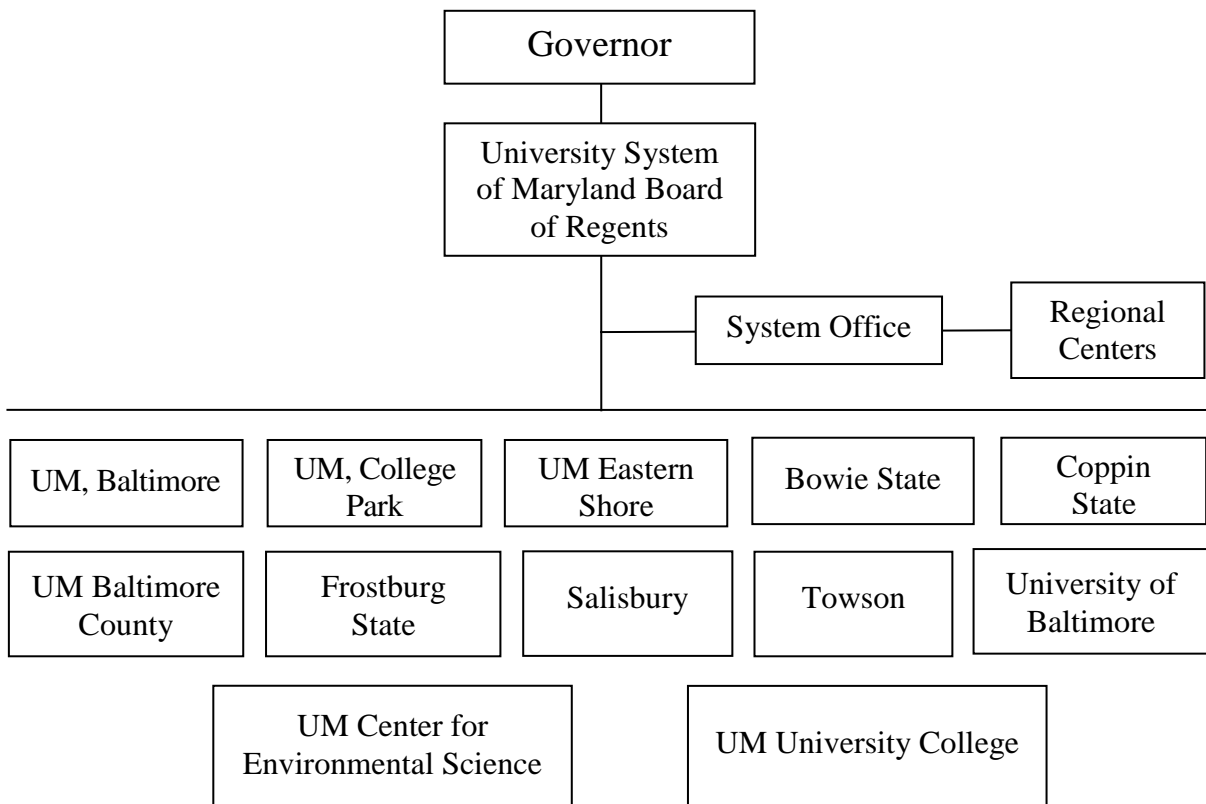 Governor
University System
of Maryland Board
of Regents
System Office
Regional
Centers
UM, Baltimore
UM, College
Park
UM Eastern
Shore
Bowie State
Coppin
State
UM Baltimore
County
Frostburg
State
Salisbury
Towson
University of
Baltimore
UM Center for
Environmental Science
UM University College